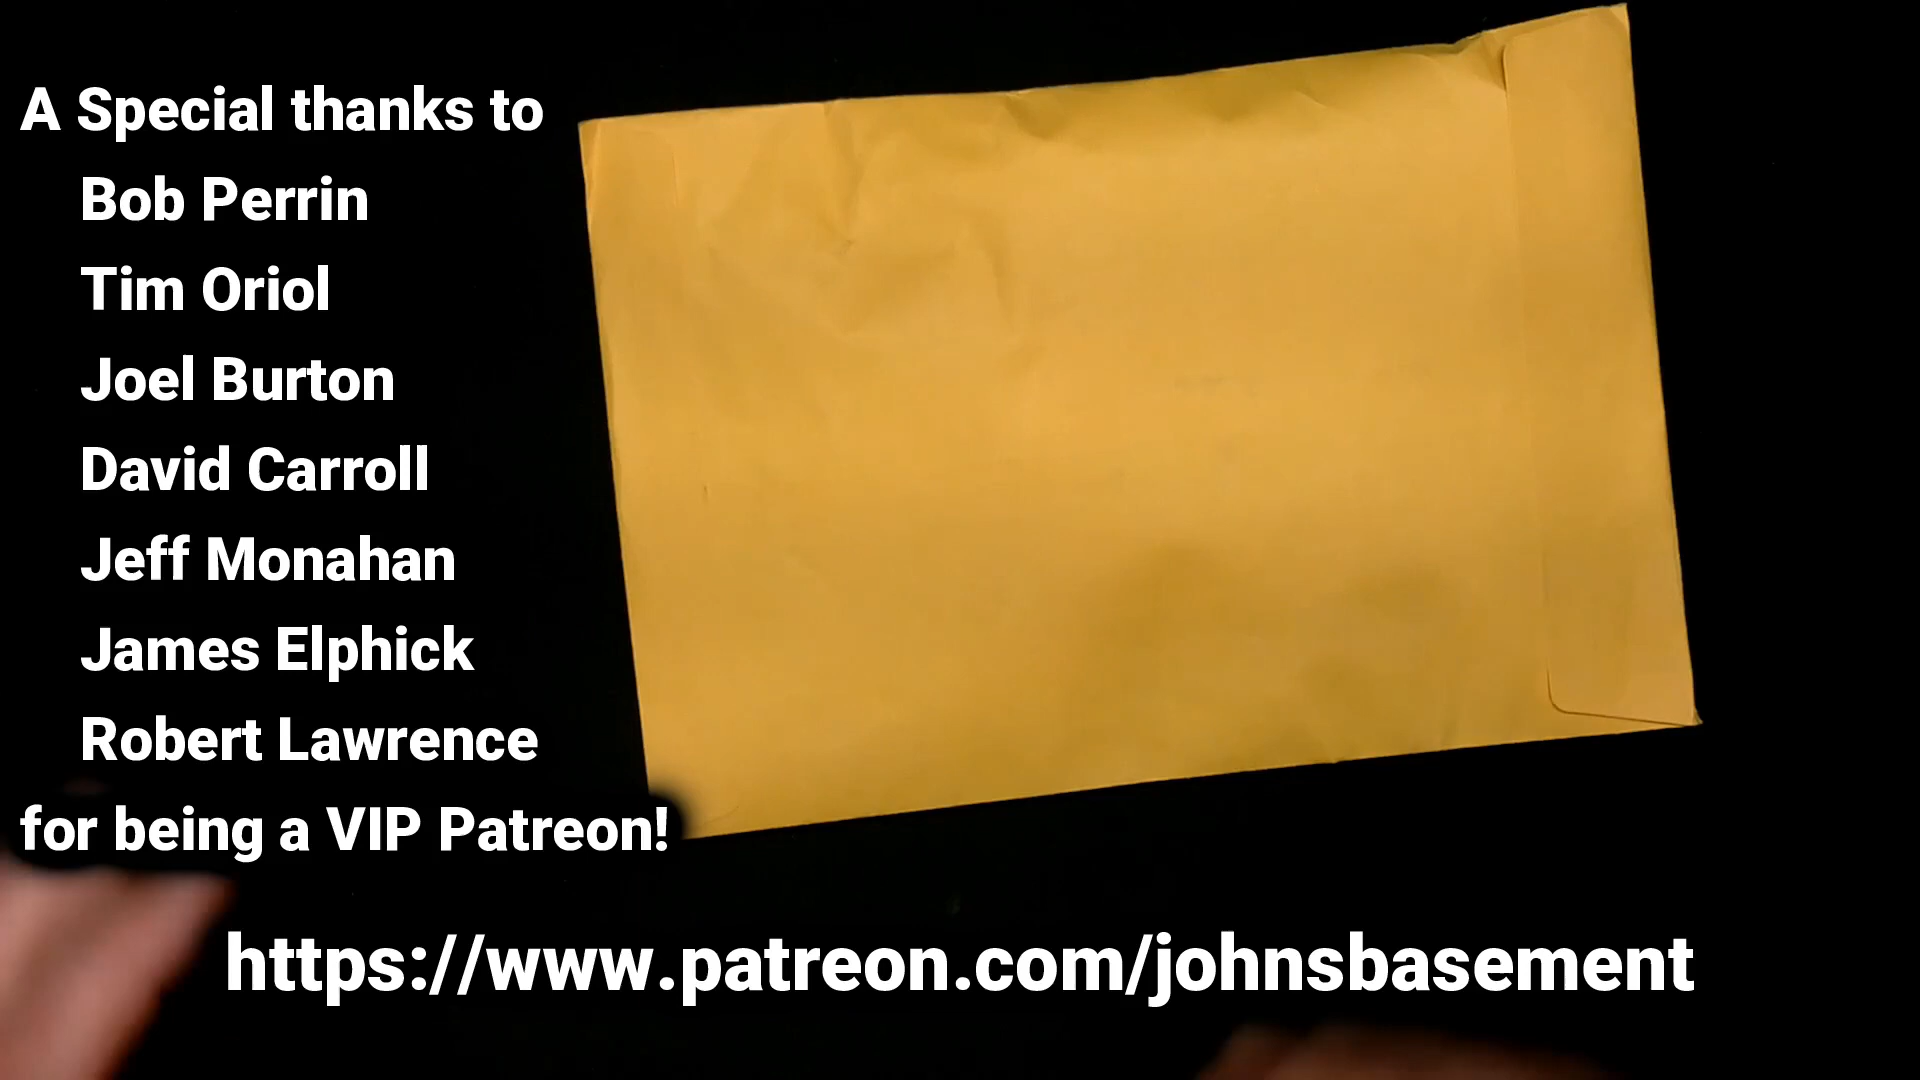 A Special thanks to
Bob Perrin
Tim Oriol
Joel Burton
David Carroll
Jeff Monahan
James Elphick
Robert Lawrence
for being a VIP Patreon!
https://www.patreon.com/johnsbasement